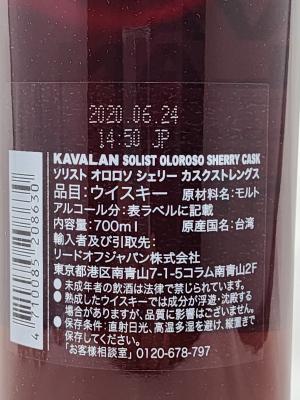 2020.06.24
14:50 JP
KAVALAN SOLIST OLOROSO SHERRY CASK
ソリスト オロロソ シェリー カスクストレングス
品目:ウイスキー 原材料名:モルト
アルコール分:表ラベルに記載
内容量:700ml 原産国名:台湾
輸入者及び引取先:
リードオフジャパン株式会社
東京都港区南青山7-1-5コラム南青山2F
●未成年者の飲酒は法律で禁じられています。
●熟成したウイスキーでは成分が浮遊・沈殿する
場合がありますが、品質に影響はございません。
●保存条件:直射日光、高温多湿を避け、縦置きで
保存してください。
「お客様相談室」0120-678-797
4 710085 208630